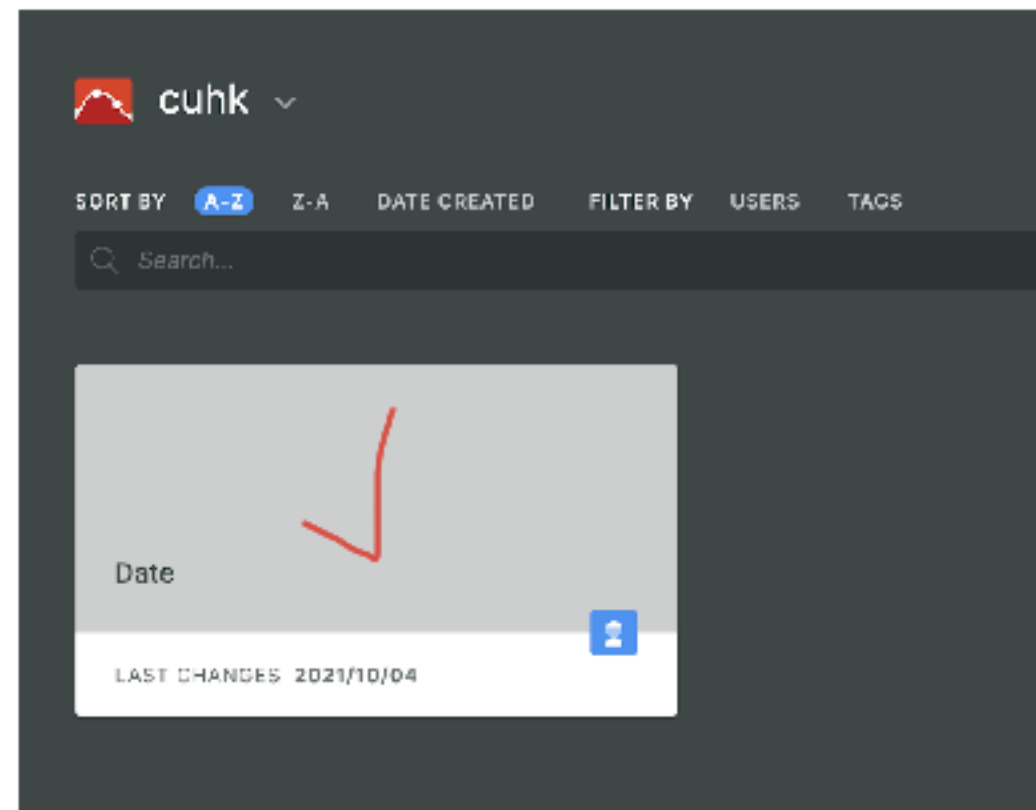 cuhk
SORT BY A-Z Z-A DATE CREATED FILTER BY USERS TAGS
Search...
Date
LAST CHANGES 2021/10/04